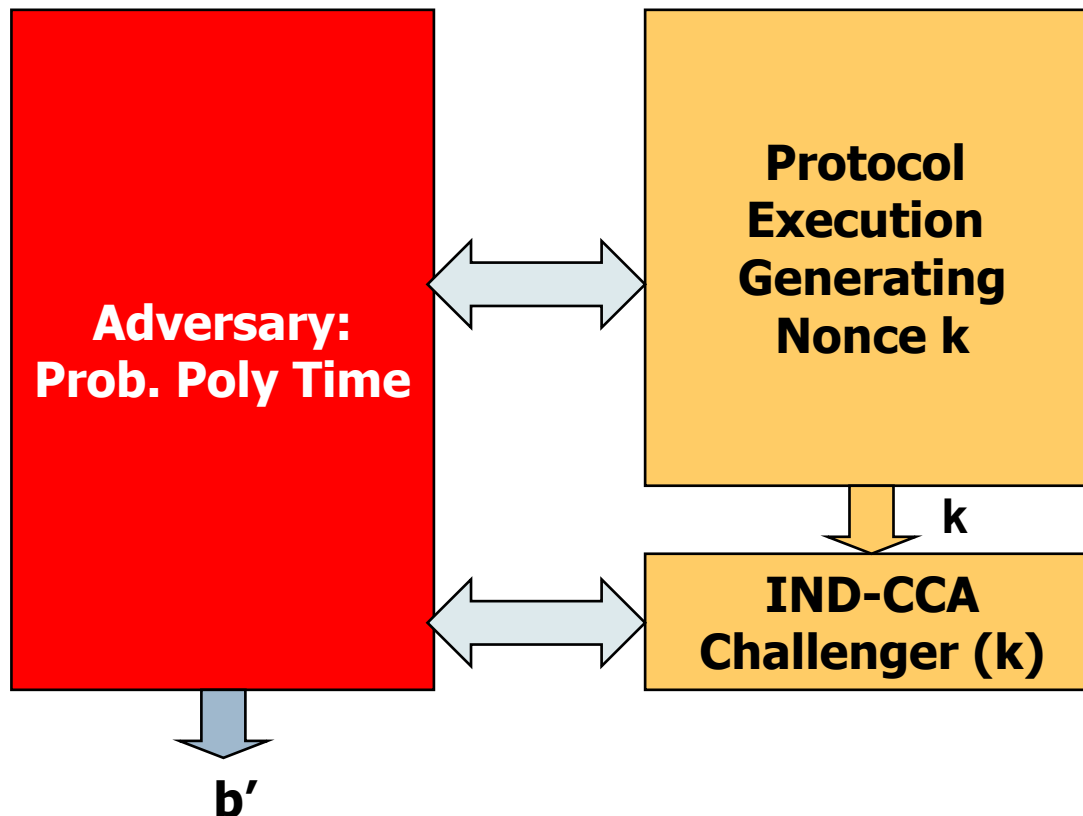 Adversary:
Prob. Poly Time
Protocol
Execution
Generating
Nonce k
k
IND-CCA
Challenger (k)
b′